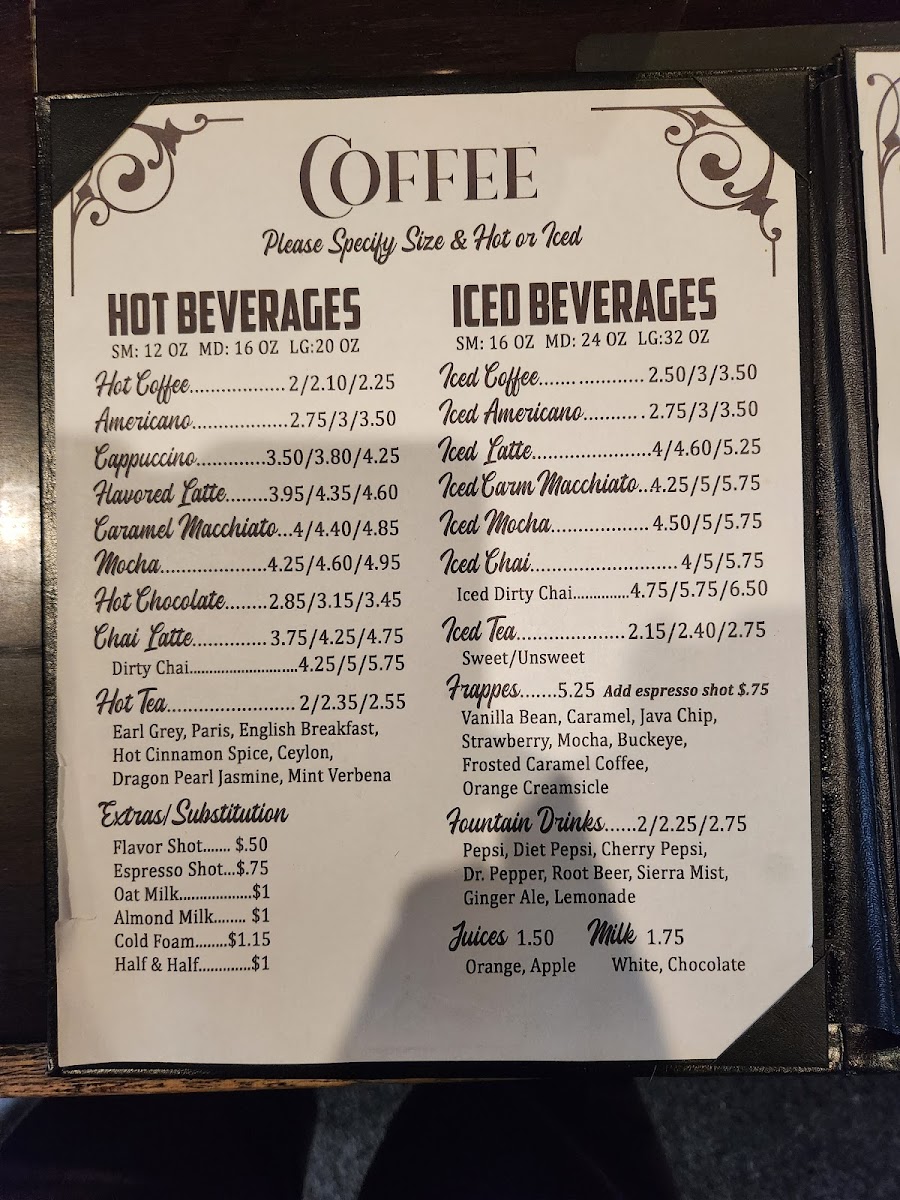 COFFEE
Please Specify Size & Hot or Iced
HOT BEVERAGES
SM: 12 OZ MD: 16 OZ LG:20 OZ
Hot Coffee..................2/2.10/2.25
Americano..................2.75/3/3.50
Cappuccino.............3.50/3.80/4.25
Flavored Latte........3.95/4.35/4.60
Caramel Macchiato...4/4.40/4.85
Mocha....................4.25/4.60/4.95
Hot Chocolate........2.85/3.15/3.45
Chai Latte..............3.75/4.25/4.75
Dirty Chai............................4.25/5/5.75
Hot Tea........................2/2.35/2.55
Earl Grey, Paris, English Breakfast,
Hot Cinnamon Spice, Ceylon,
Dragon Pearl Jasmine, Mint Verbena
Extras/Substitution
Flavor Shot....... $.50
Espresso Shot...$.75
Oat Milk...................$1
Almond Milk........ $1
Cold Foam........$1.15
Half & Half.............$1
ICED BEVERAGES
SM: 16 OZ MD: 24 OZ LG:32 OZ
Iced Coffee.................... 2.50/3/3.50
Iced Americano............2.75/3/3.50
Iced Latte.......................4/4.60/5.25
Iced Carm Macchiato..4.25/5/5.75
Iced Mocha...................4.50/5/5.75
Iced Chai............................ 4/5/5.75
Iced Dirty Chai..............4.75/5.75/6.50
Iced Tea.....................2.15/2.40/2.75
Sweet/Unsweet
Frappes.......5.25 Add espresso shot $.75
Vanilla Bean, Caramel, Java Chip,
Strawberry, Mocha, Buckeye,
Frosted Caramel Coffee,
Orange Creamsicle
Fountain Drinks......2/2.25/2.75
Pepsi, Diet Pepsi, Cherry Pepsi,
Dr. Pepper, Root Beer, Sierra Mist,
Ginger Ale, Lemonade
Juices 1.50 Milk 1.75
Orange, Apple White, Chocolate